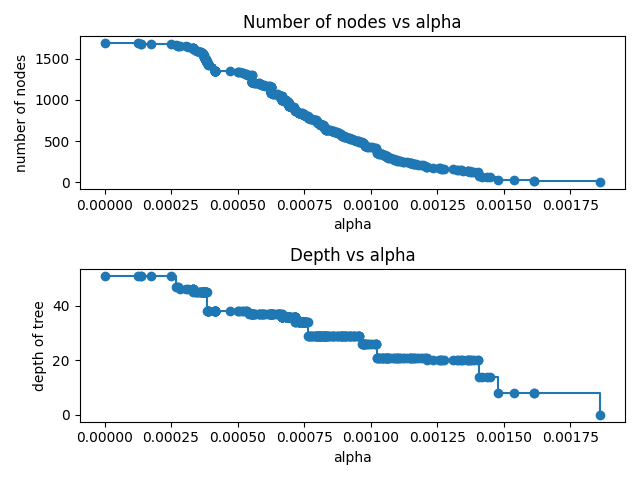 Number of nodes vs alpha
number of nodes
1500
1000
500
0
0.00000 0.00025 0.00050 0.00075 0.00100 0.00125 0.00150 0.00175
alpha
Depth vs alpha
depth of tree
40
20
0
0.00000 0.00025 0.00050 0.00075 0.00100 0.00125 0.00150 0.00175
alpha